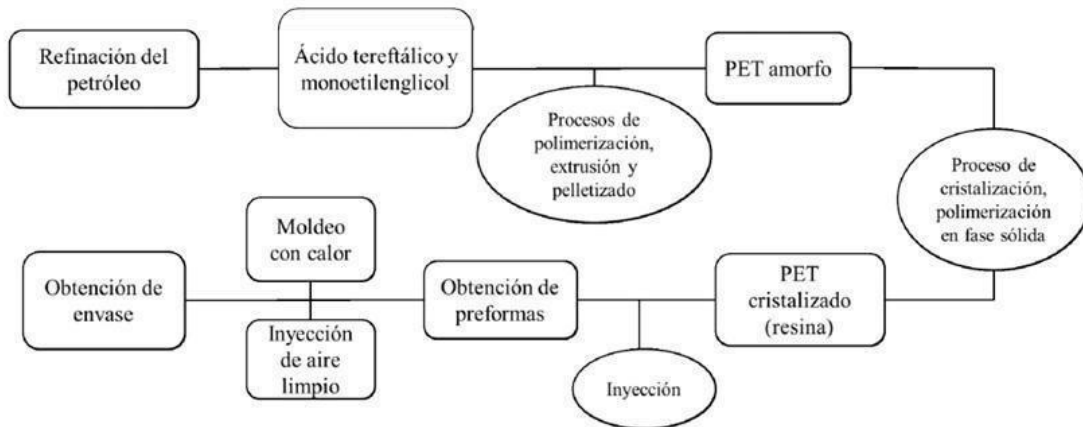 Refinación del
petróleo
Ácido tereftálico y
monoetilenglicol
Procesos de
polimerización,
extrusión y
pelletizado
PET amorfo
Proceso de
cristalización,
polimerización
en fase sólida
PET
cristalizado
(resina)
Inyección
Obtención de
preformas
Moldeo
con calor
Inyección
de aire
limpio
Obtención de
envase